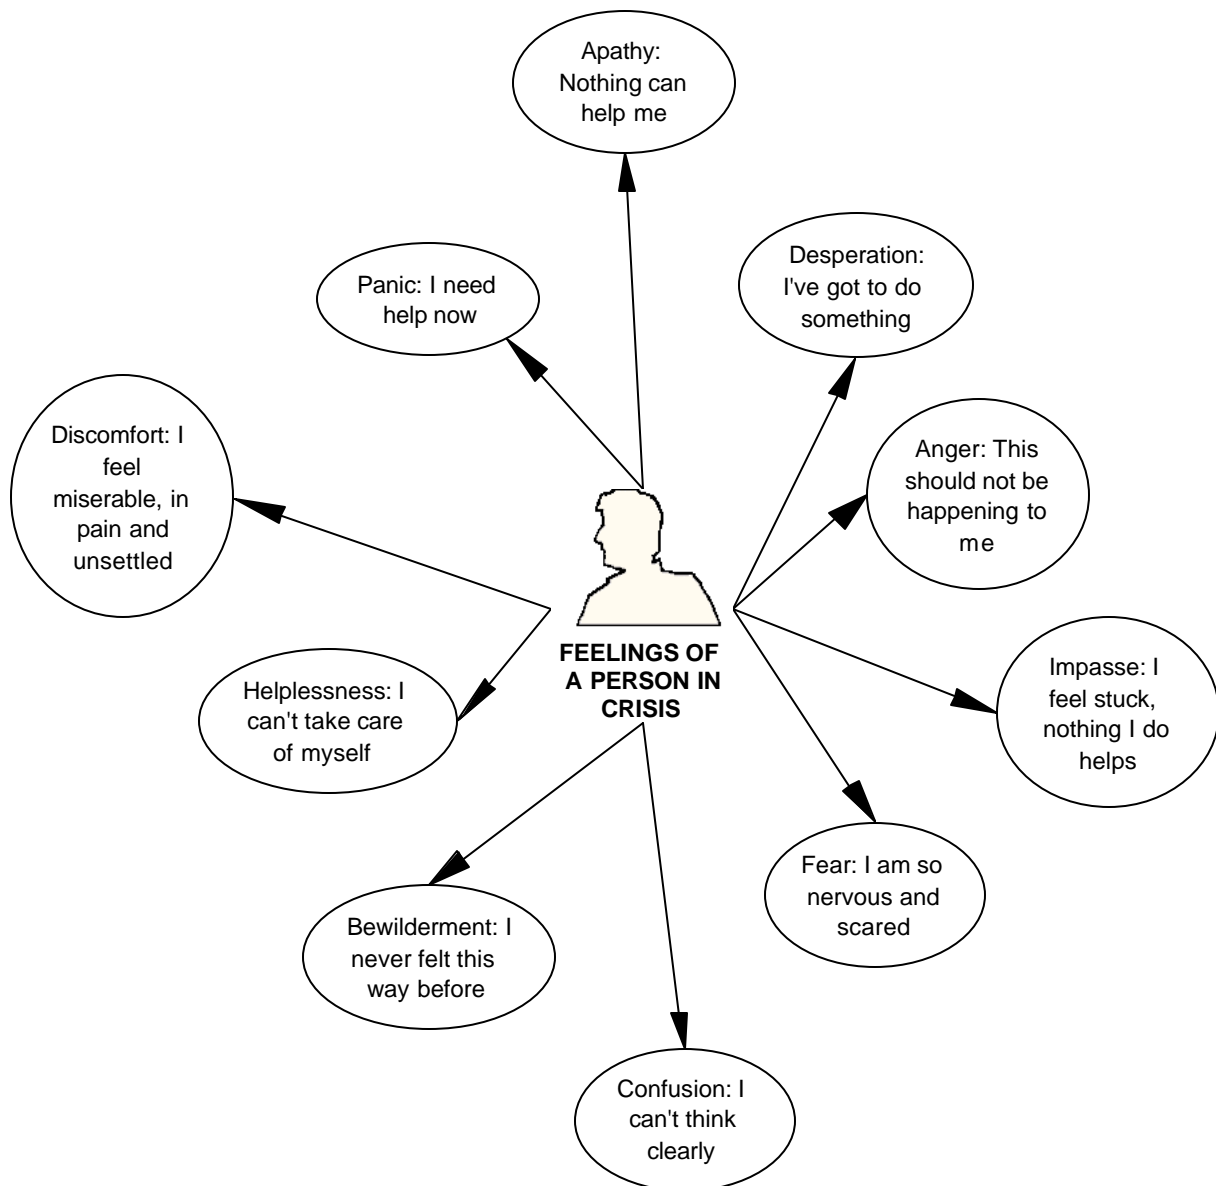 Apathy:
Nothing can
help me
Desperation:
I've got to do
something
Panic: I need
help now
Discomfort: I
feel
miserable, in
pain and
unsettled
Anger: This
should not be
happening to
me
FEELINGS OF
A PERSON IN
CRISIS
Helplessness: I
can't take care
of myself
Impasse: I
feel stuck,
nothing I do
helps
Fear: I am so
nervous and
scared
Bewilderment: I
never felt this
way before
Confusion: I
can't think
clearly